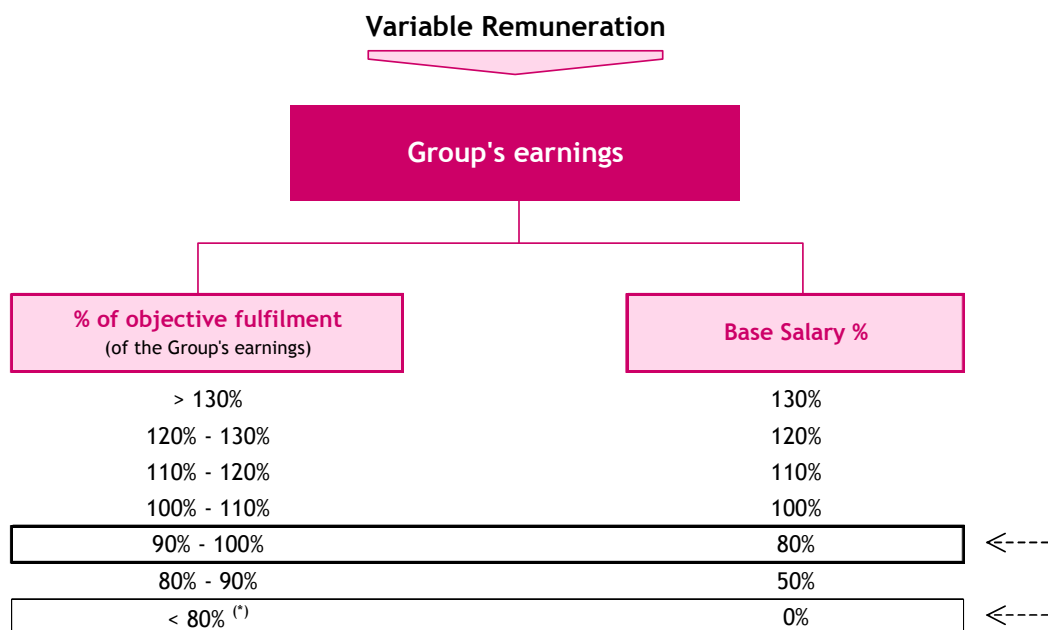 Variable Remuneration
Group's earnings
% of objective fulfilment
(of the Group's earnings)
Base Salary %
> 130% 130%
120% - 130% 120%
110% - 120% 110%
100% - 110% 100%
90% - 100% 80%
80% - 90% 50%
< 80% (*) 0%